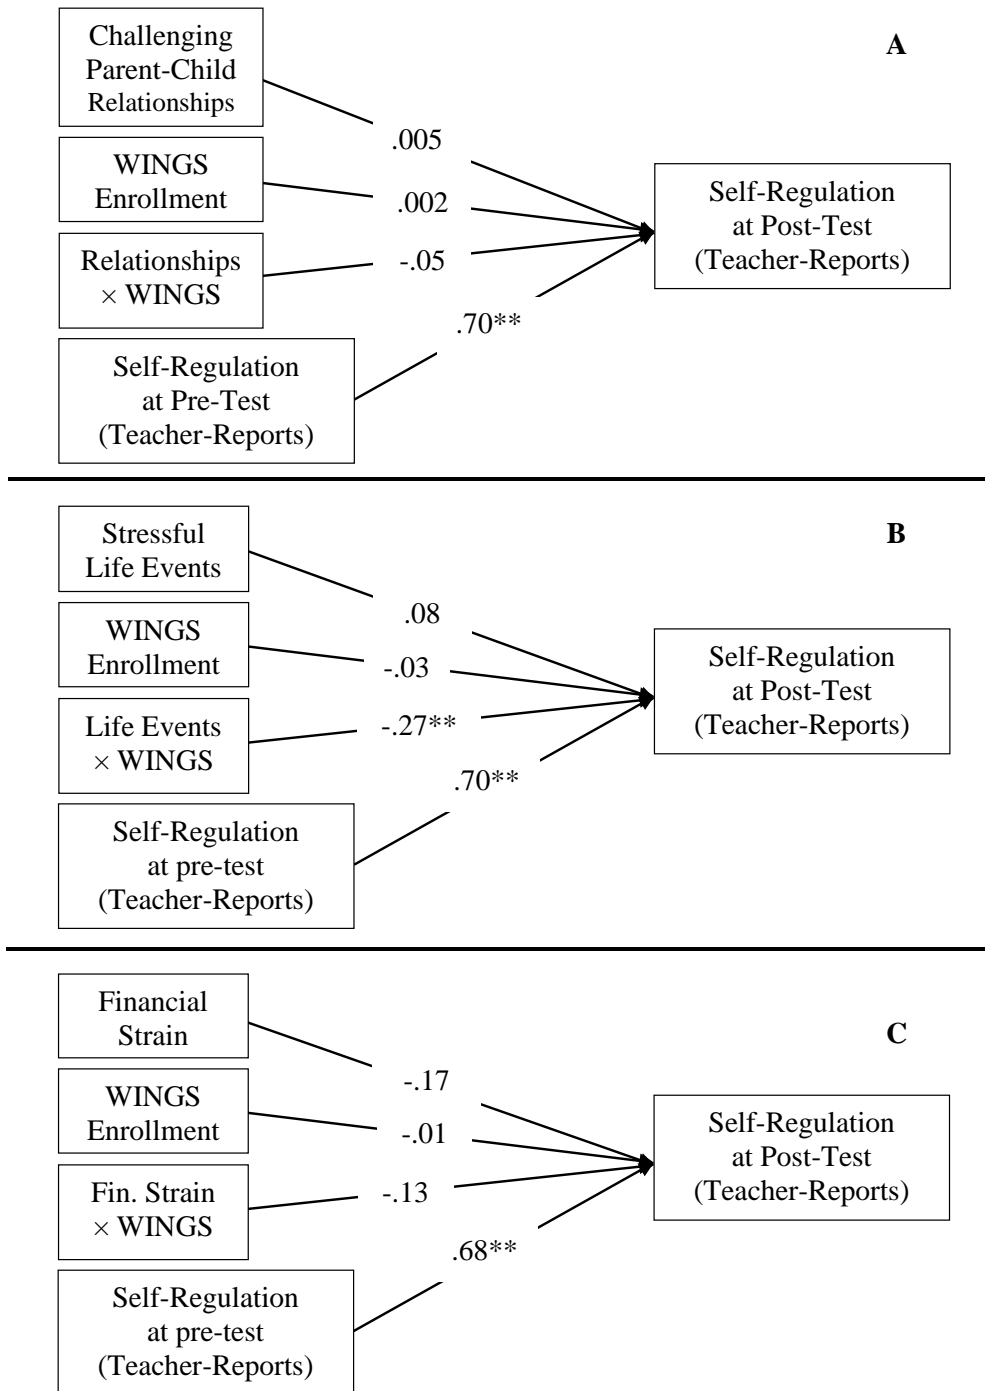 Challenging
Parent-Child
Relationships
A
.005
WINGS
Enrollment
.002
Self-Regulation
at Post-Test
(Teacher-Reports)
Relationships
× WINGS
-.05
.70**
Self-Regulation
at Pre-Test
(Teacher-Reports)
Stressful
Life Events
B
.08
WINGS
Enrollment
-.03
Self-Regulation
at Post-Test
(Teacher-Reports)
Life Events
× WINGS
-.27**
.70**
Self-Regulation
at pre-test
(Teacher-Reports)
Financial
Strain
C
-.17
WINGS
Enrollment
-.01
Self-Regulation
at Post-Test
(Teacher-Reports)
Fin. Strain
× WINGS
-.13
.68**
Self-Regulation
at pre-test
(Teacher-Reports)